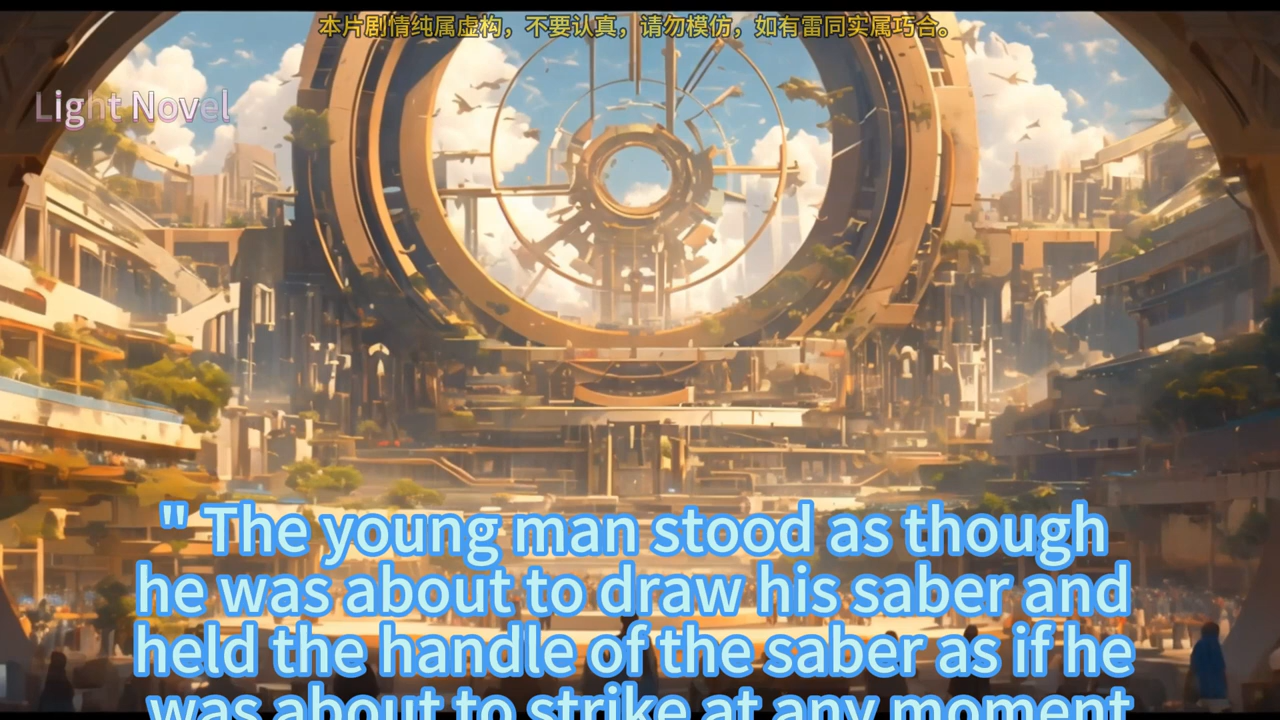 本片剧情纯属虚构，不要认真，请勿模仿，如有雷同实属巧合。
Light Novel
" The young man stood as though
he was about to draw his saber and
held the handle of the saber as if he
was about to strike at any moment